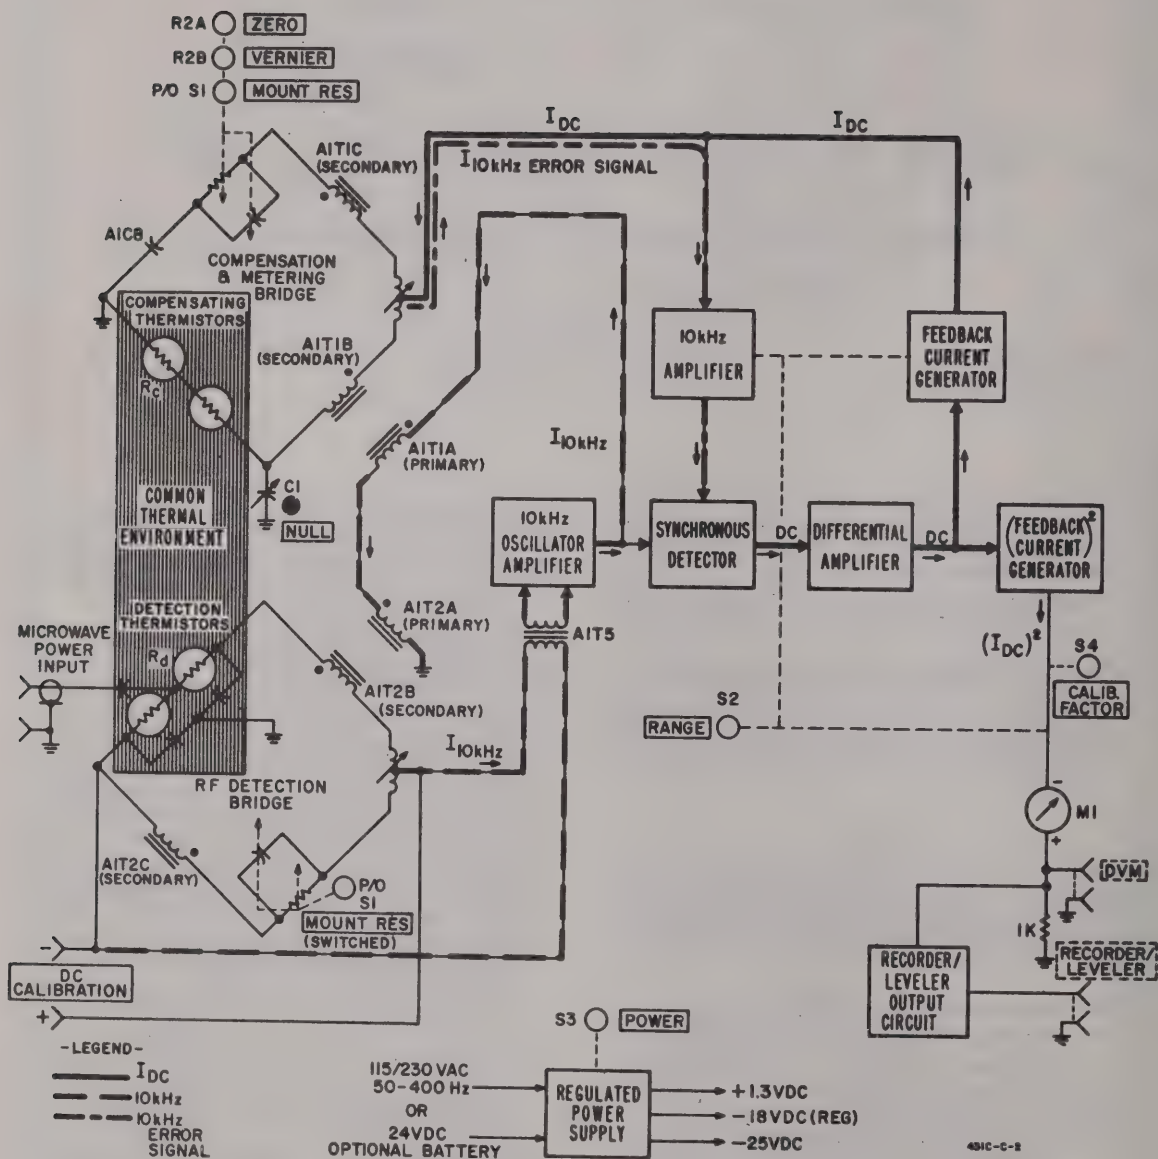 R2A ZERO
R2B VERNIER
P/O S1 MOUNT RES
I DC
I DC
A1T1C
(SECONDARY)
I 10kHz ERROR SIGNAL
A1C8
COMPENSATION
& METERING
BRIDGE
COMPENSATING
THERMISTORS
Rc
A1T1B
(SECONDARY)
10kHz
AMPLIFIER
FEEDBACK
CURRENT
GENERATOR
A1T1A
(PRIMARY)
I 10kHz
C1
NULL
COMMON
THERMAL
ENVIRONMENT
10kHz
OSCILLATOR
AMPLIFIER
SYNCHRONOUS
DETECTOR
DC
DIFFERENTIAL
AMPLIFIER
DC
(FEEDBACK CURRENT)²
GENERATOR
DETECTION
THERMISTORS
MICROWAVE
POWER
INPUT
Rd
A1T2A
(PRIMARY)
A1T5
(I DC)²
S4
CALIB.
FACTOR
A1T2B
(SECONDARY)
S2
RANGE
I 10kHz
RF DETECTION
BRIDGE
-
M1
+
A1T2C
(SECONDARY)
P/O
S1
MOUNT RES
(SWITCHED)
DVM
1K
RECORDER/
LEVELER
RECORDER/
LEVELER
OUTPUT
CIRCUIT
-
DC
CALIBRATION
+
S3 POWER
-LEGEND-
I DC
10kHz
10kHz
ERROR
SIGNAL
115/230 VAC
50-400 Hz
OR
24VDC
OPTIONAL BATTERY
REGULATED
POWER
SUPPLY
+1.3VDC
-18VDC (REG)
-25VDC
431C-C-2